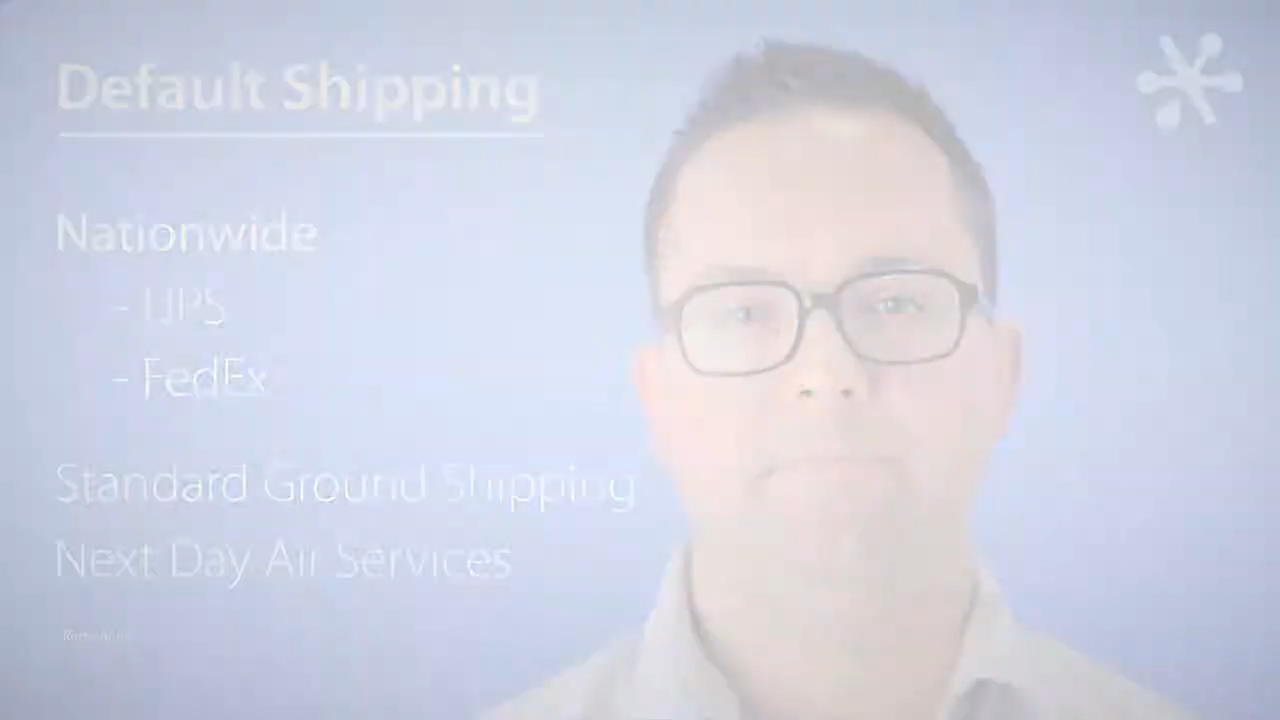 Default Shipping
Nationwide
- UPS
- FedEx
Standard Ground Shipping
Next Day Air Services